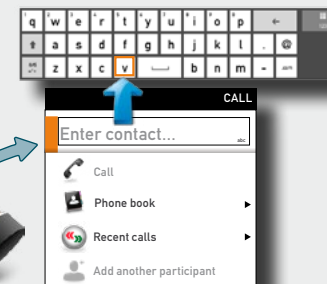 q w e r t y u i o p
a s d f g h j k l . @
z x c v b n m -
CALL
Enter contact...
abc
Call
Phone book
Recent calls
Add another participant